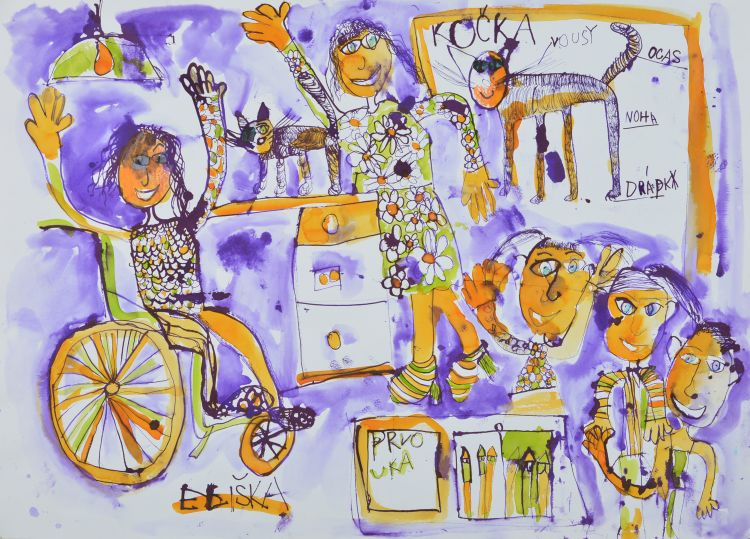 KOČKA
VOUSY
OCAS
NOHA
DRÁPKY
PRVO
UKA
ELIŠKA